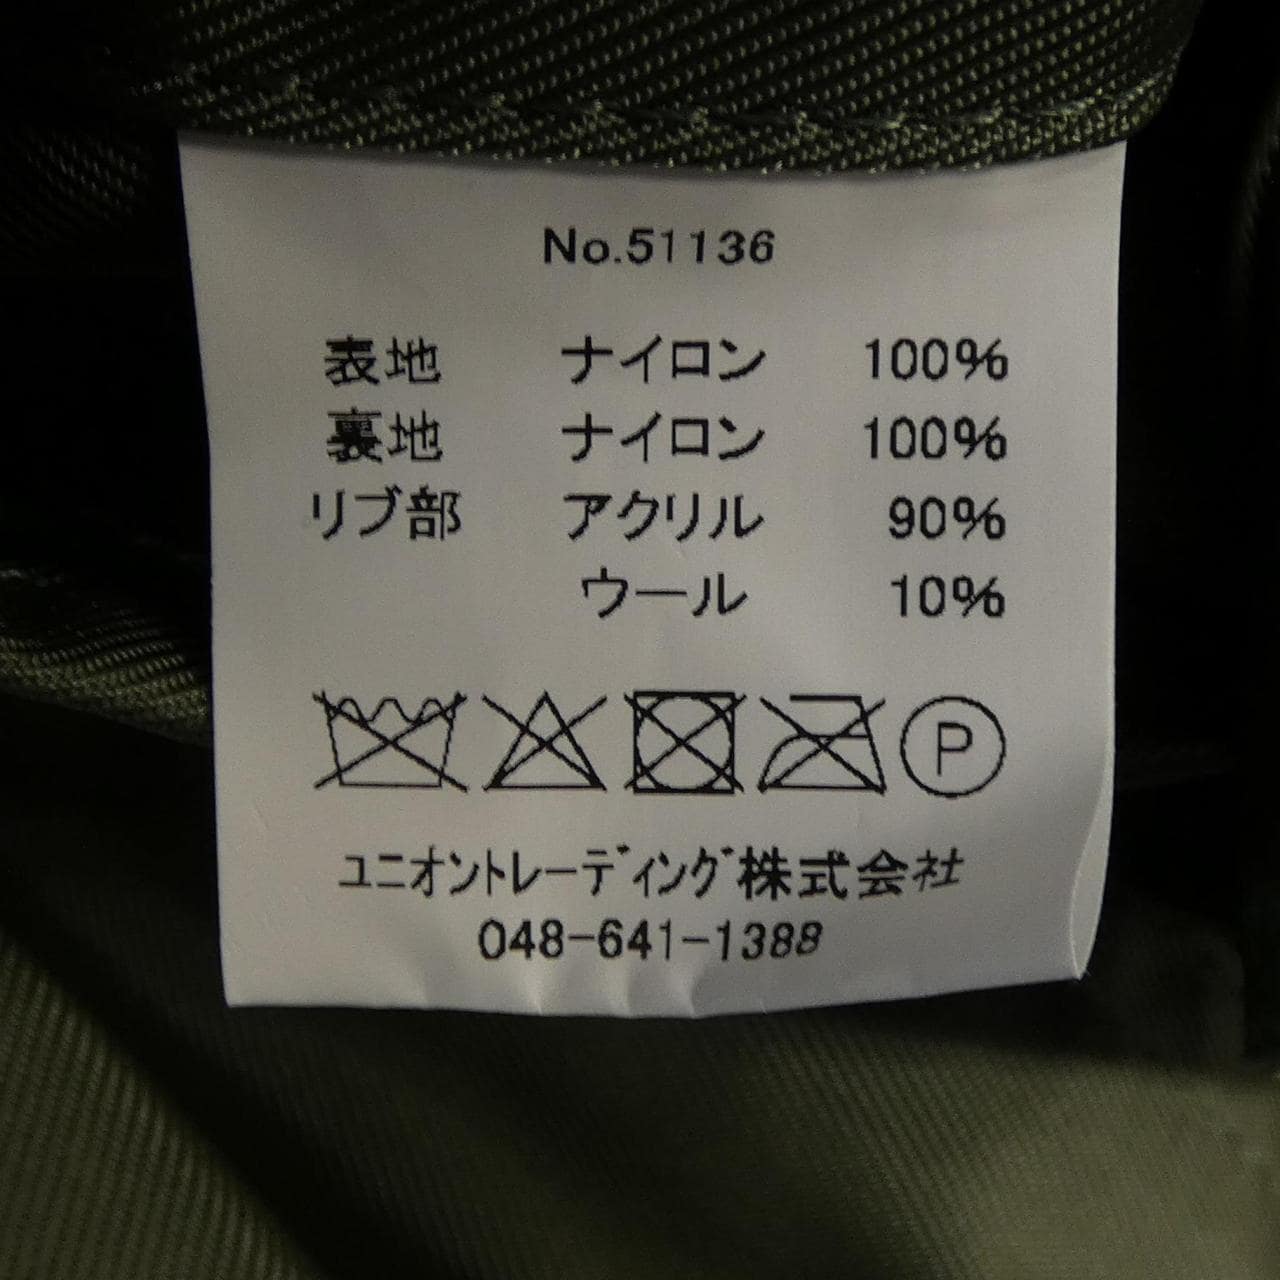 No.51136
表地 ナイロン 100%
裏地 ナイロン 100%
リブ部 アクリル 90%
ウール 10%
P
ユニオントレーディング株式会社
048-641-1388